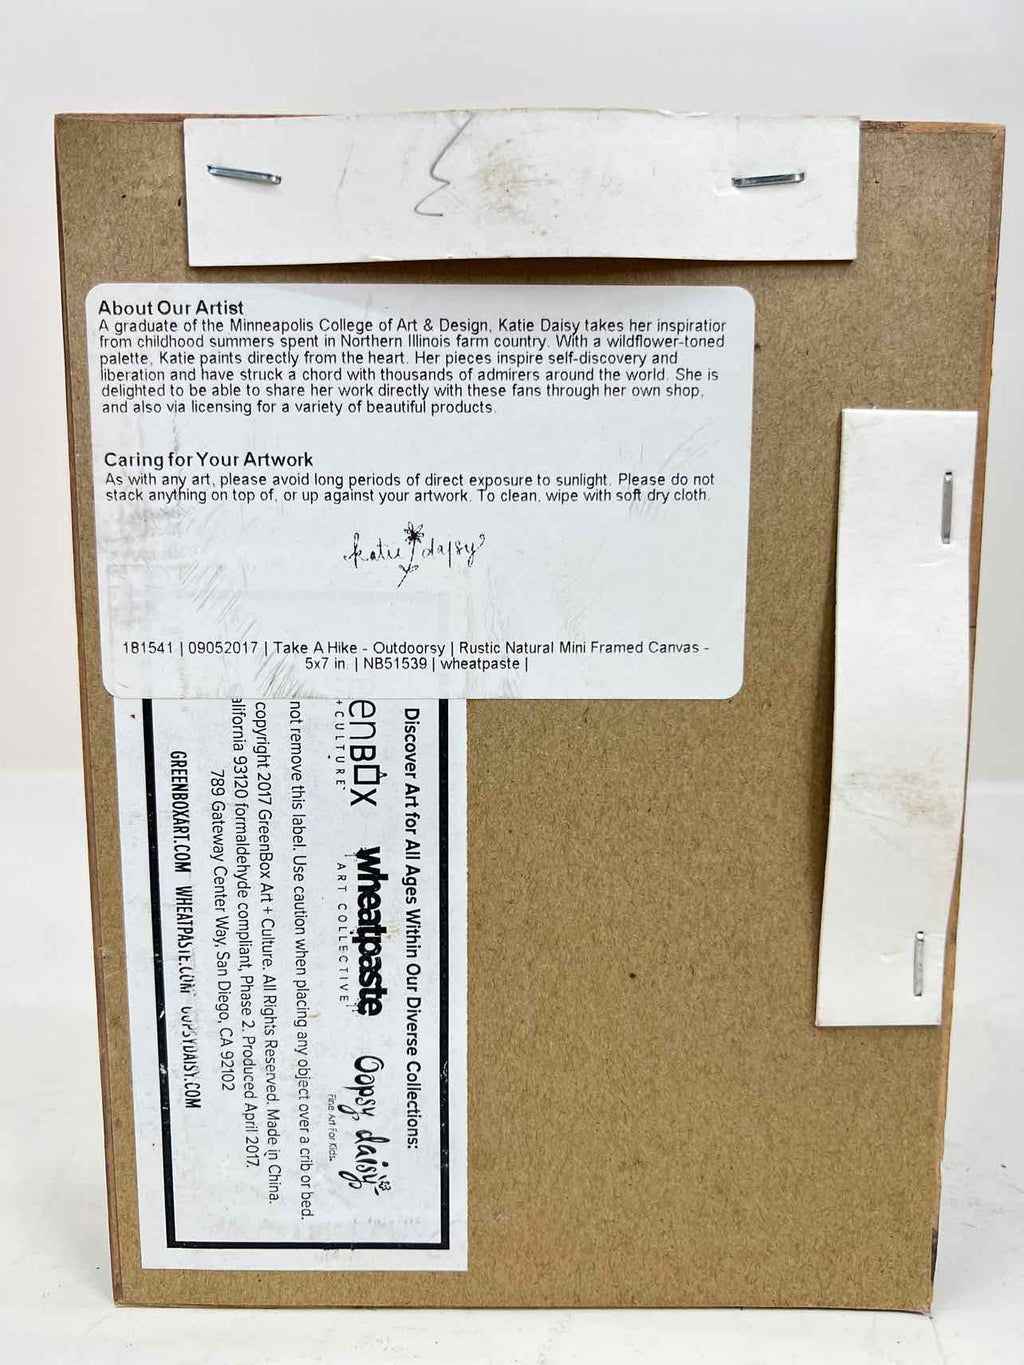 About Our Artist
A graduate of the Minneapolis College of Art & Design, Katie Daisy takes her inspiratior
from childhood summers spent in Northern Illinois farm country. With a wildflower-toned
palette, Katie paints directly from the heart. Her pieces inspire self-discovery and
liberation and have struck a chord with thousands of admirers around the world. She is
delighted to be able to share her work directly with these fans through her own shop,
and also via licensing for a variety of beautiful products.
Caring for Your Artwork
As with any art, please avoid long periods of direct exposure to sunlight. Please do not
stack anything on top of, or up against your artwork. To clean, wipe with soft dry cloth.
katie daisy
181541 | 09052017 | Take A Hike - Outdoorsy | Rustic Natural Mini Framed Canvas -
5x7 in. | NB51539 | wheatpaste |
Discover Art for All Ages Within Our Diverse Collections:
enBOX
+ CULTURE
wheatpaste
ART COLLECTIVE
Oopsy daisy
Fine Art For Kids.
not remove this label. Use caution when placing any object over a crib or bed.
copyright 2017 GreenBox Art + Culture. All Rights Reserved. Made in China.
alifornia 93120 formaldehyde compliant, Phase 2. Produced April 2017.
789 Gateway Center Way, San Diego, CA 92102
GREENBOXART.COM WHEATPASTE.COM OOPSYDAISY.COM